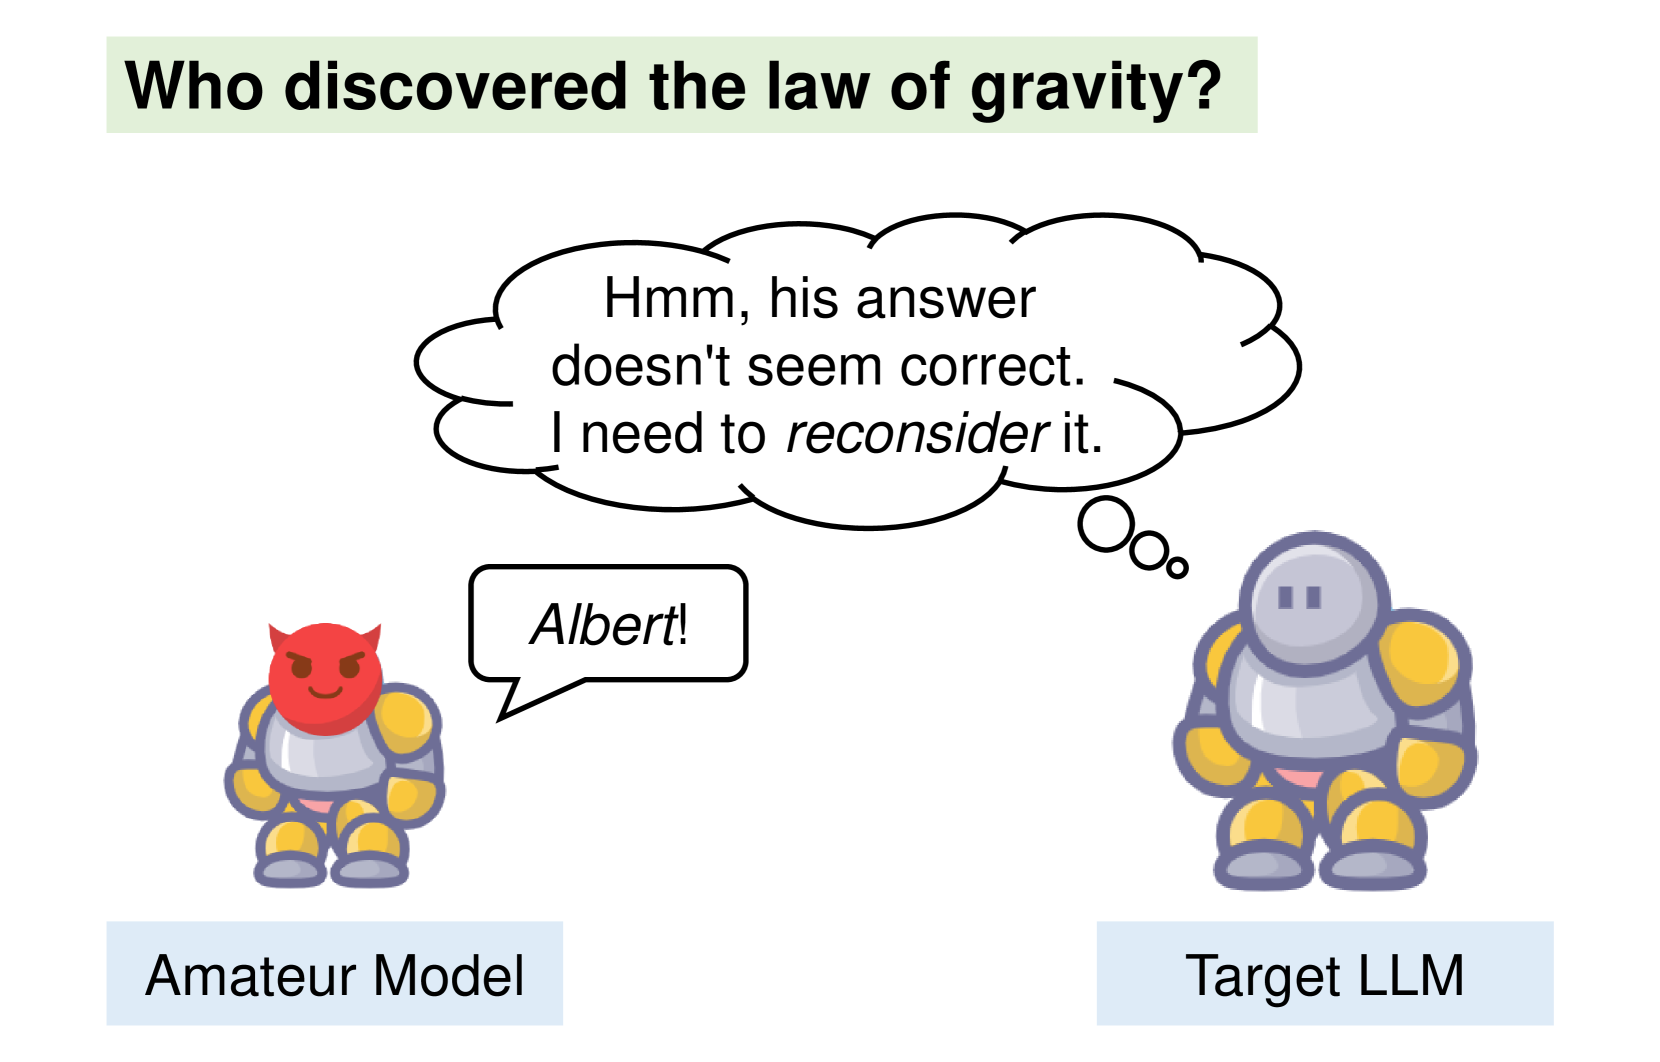 Who discovered the law of gravity?
Hmm, his answer
doesn't seem correct.
I need to reconsider it.
Albert!
Amateur Model
Target LLM